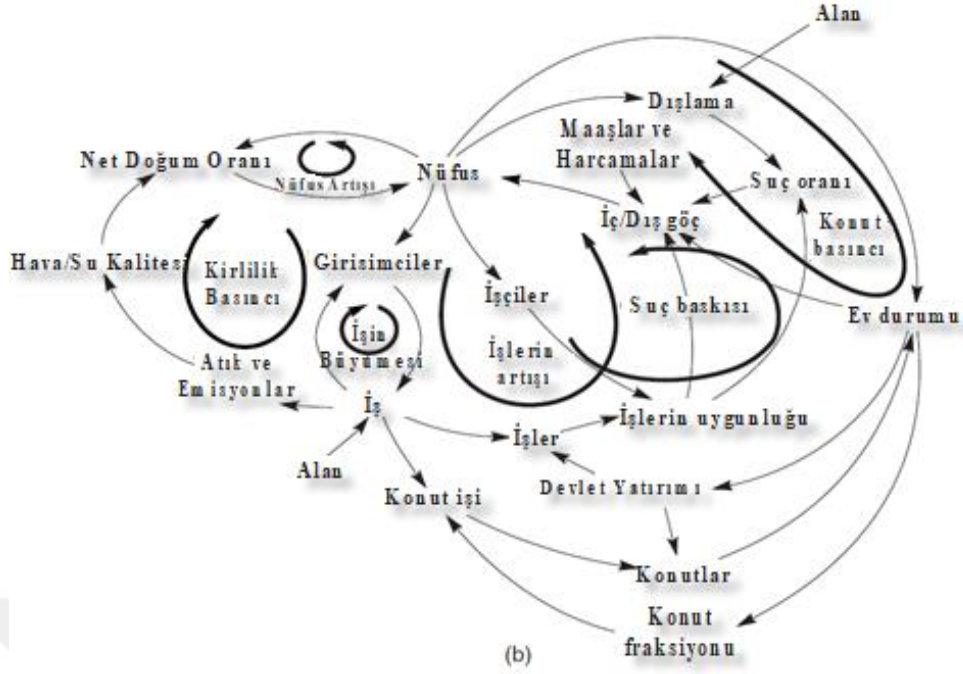 Alan
Dışlama
Maaşlar ve
Harcamalar
Net Doğum Oranı
Nüfus Artışı
Nüfus
Suç oranı
İç/Dış göç
Konut
basıncı
Hava/Su Kalitesi
Kirlilik
Basıncı
Girisimciler
İşçiler
Suç baskısı
Ev durumu
İşin
Büyümesi
İşlerin
artışı
Atık ve
Emisyonlar
İş
İşlerin uygunluğu
İşler
Alan
Konut işi
Devlet Yatırımı
Konutlar
Konut
fraksiyonu
(b)